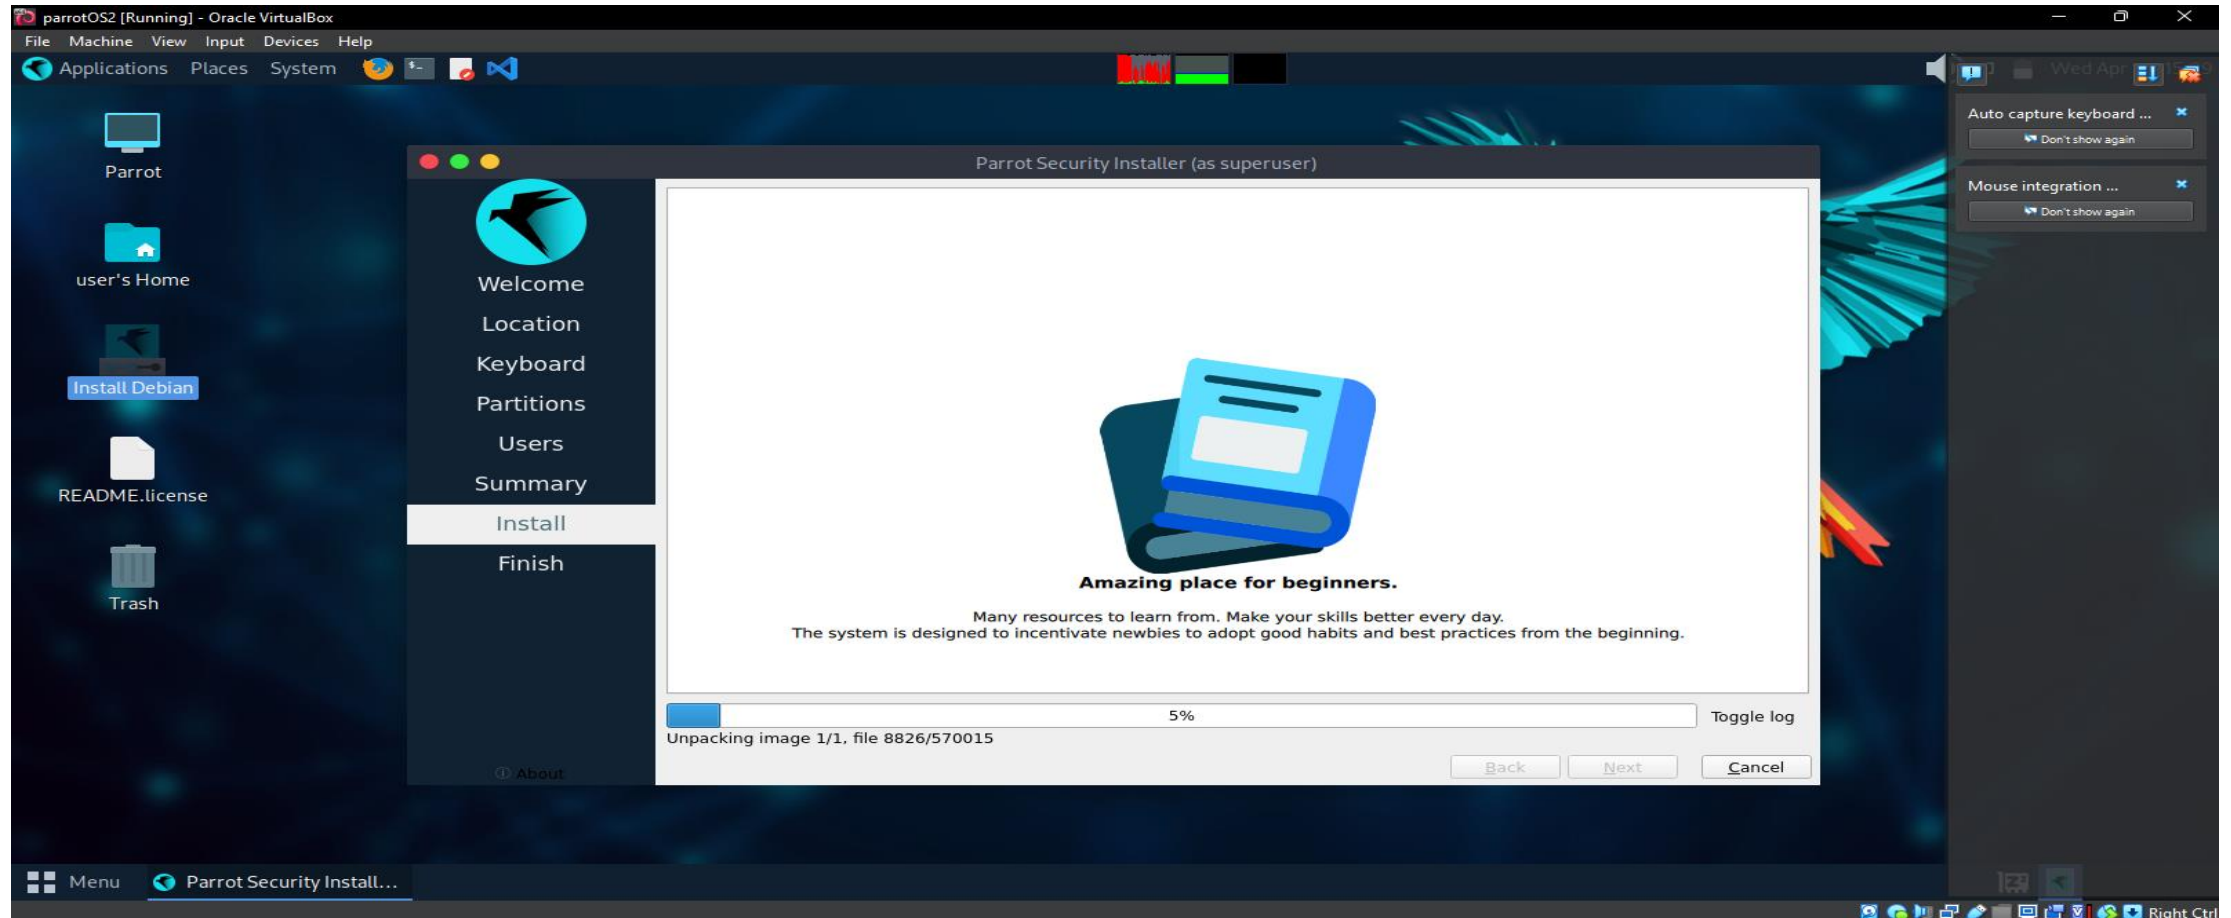 parrotOS2 [Running] - Oracle VirtualBox
File Machine View Input Devices Help
Applications Places System
Wed Apr
Auto capture keyboard ...
Don't show again
Mouse integration ...
Don't show again
Parrot
user's Home
Install Debian
README.license
Trash
Parrot Security Installer (as superuser)
Welcome
Location
Keyboard
Partitions
Users
Summary
Install
Finish
About
Amazing place for beginners.
Many resources to learn from. Make your skills better every day.
The system is designed to incentivate newbies to adopt good habits and best practices from the beginning.
5%
Toggle log
Unpacking image 1/1, file 8826/570015
Back Next Cancel
Menu Parrot Security Install...
Right Ctrl